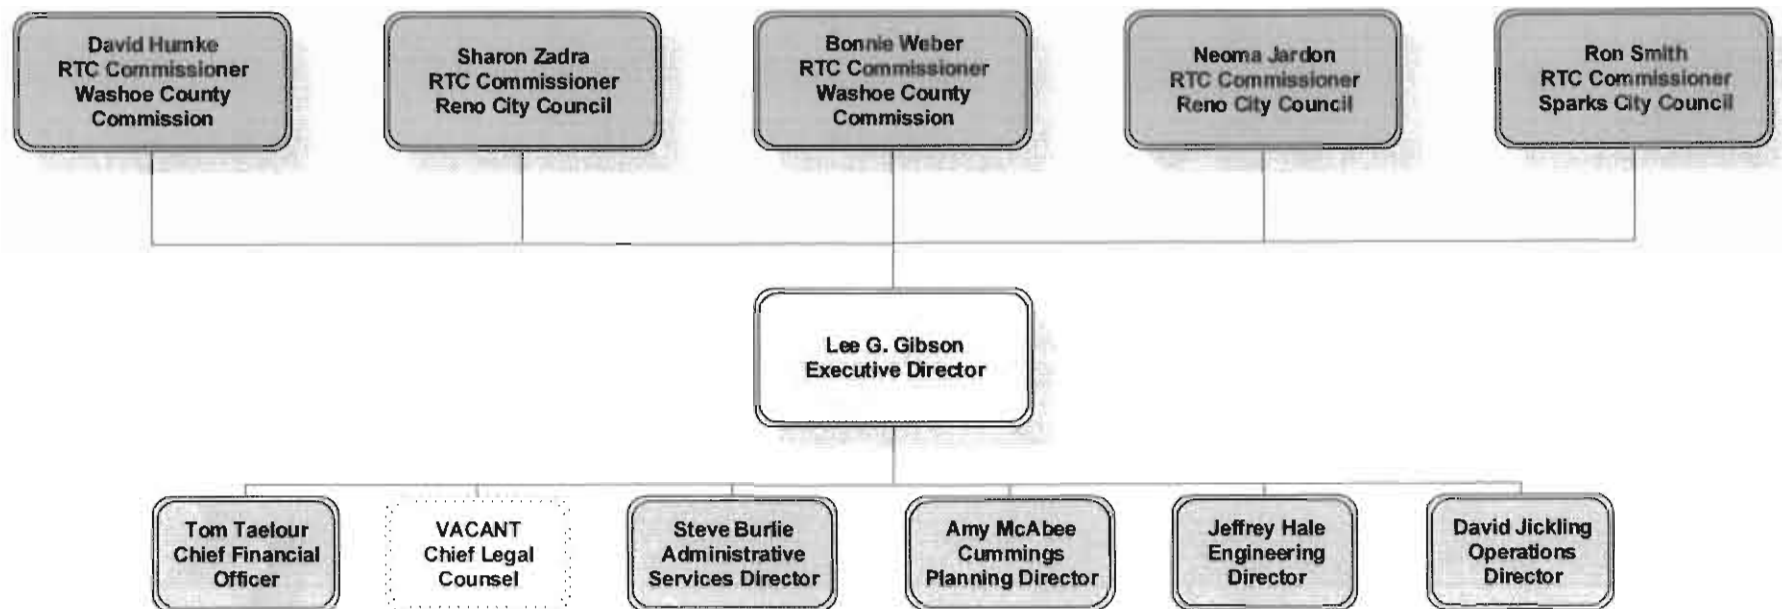 David Humke
RTC Commissioner
Washoe County
Commission
Sharon Zadra
RTC Commissioner
Reno City Council
Bonnie Weber
RTC Commissioner
Washoe County
Commission
Neoma Jardon
RTC Commissioner
Reno City Council
Ron Smith
RTC Commissioner
Sparks City Council
Lee G. Gibson
Executive Director
Tom Taelour
Chief Financial
Officer
VACANT
Chief Legal
Counsel
Steve Burlie
Administrative
Services Director
Amy McAbee
Cummings
Planning Director
Jeffrey Hale
Engineering
Director
David Jickling
Operations
Director